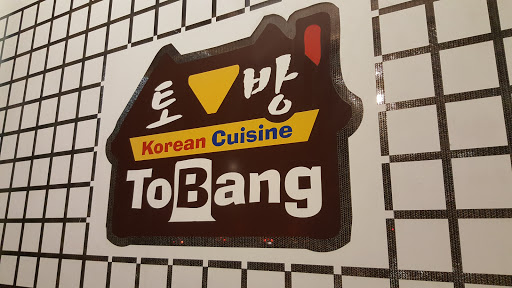 토방
Korean Cuisine
ToBang